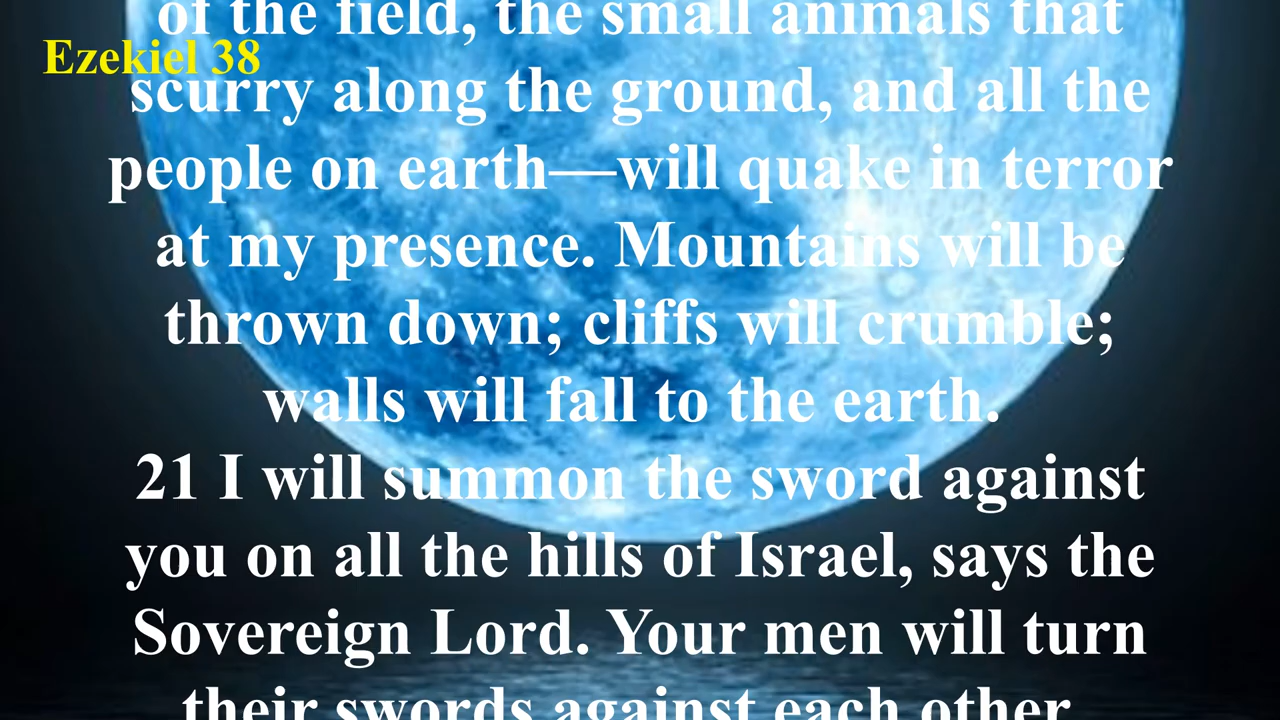 of the field, the small animals that
Ezekiel 38
scurry along the ground, and all the
people on earth—will quake in terror
at my presence. Mountains will be
thrown down; cliffs will crumble;
walls will fall to the earth.
21 I will summon the sword against
you on all the hills of Israel, says the
Sovereign Lord. Your men will turn
their swords against each other.